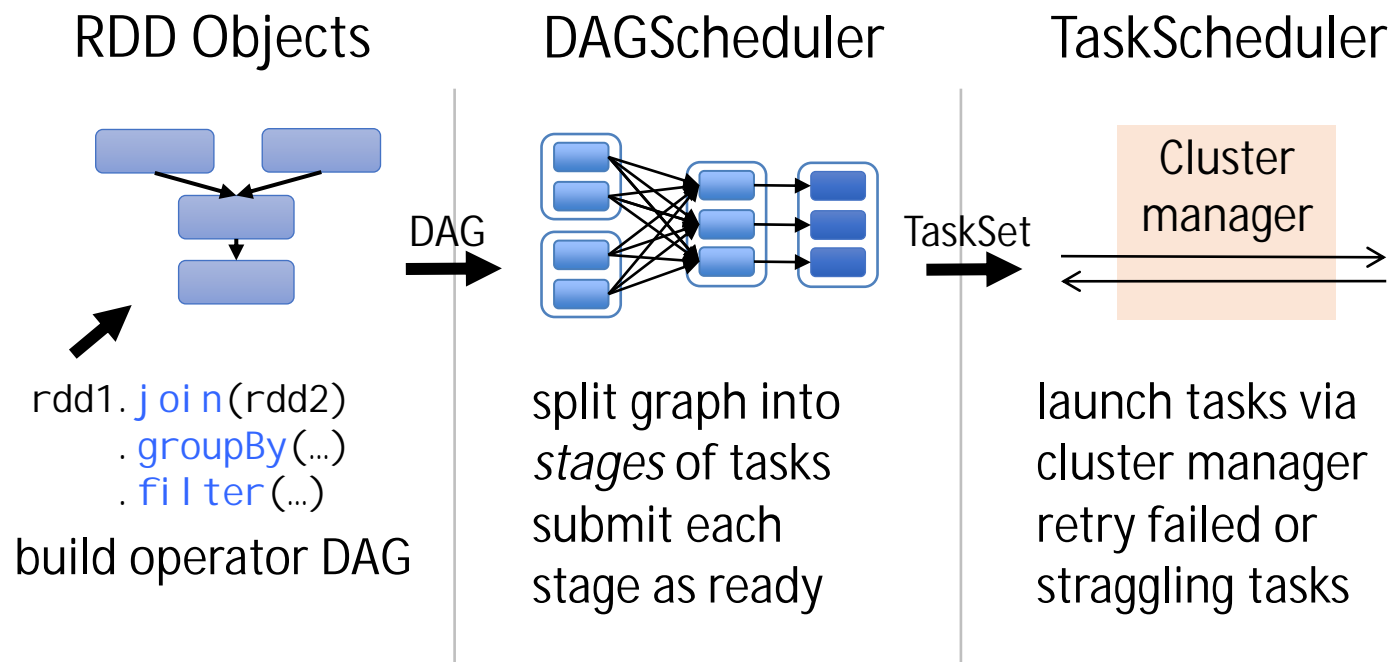 RDD Objects
DAGScheduler
TaskScheduler
DAG
TaskSet
Cluster
manager
rdd1.join(rdd2)
.groupBy(…)
.filter(…)
build operator DAG
split graph into
stages of tasks
submit each
stage as ready
launch tasks via
cluster manager
retry failed or
straggling tasks